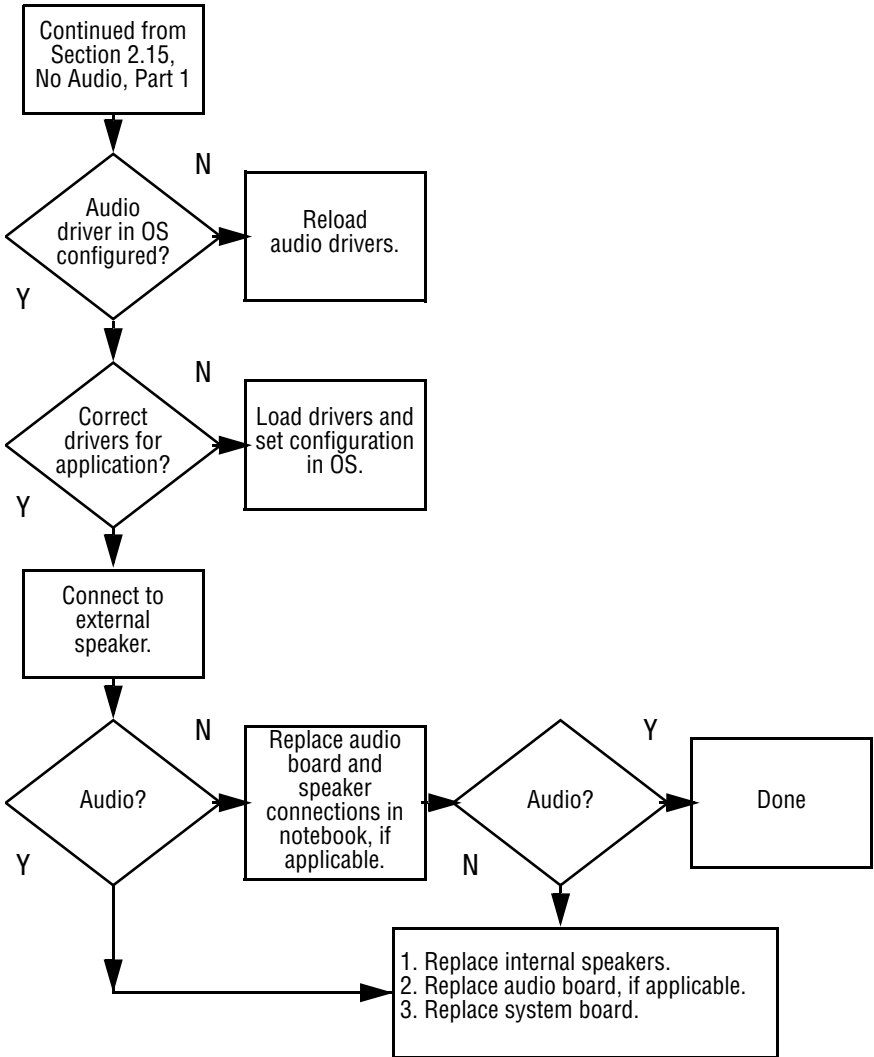 Continued from
Section 2.15,
No Audio, Part 1
N
Audio
driver in OS
configured?
Reload
audio drivers.
Y
N
Correct
drivers for
application?
Load drivers and
set configuration
in OS.
Y
Connect to
external
speaker.
N
Audio?
Replace audio
board and
speaker
connections in
notebook, if
applicable.
Y
Audio?
Y
Done
N
1. Replace internal speakers.
2. Replace audio board, if applicable.
3. Replace system board.